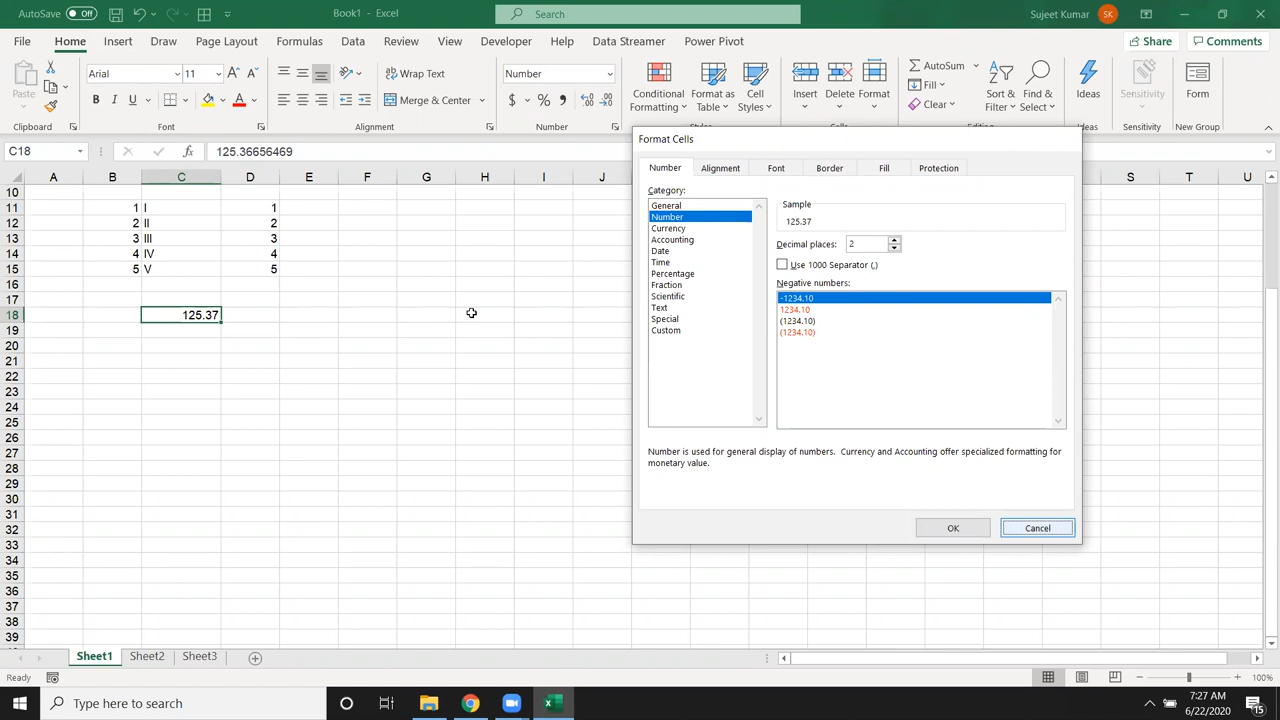 AutoSave Off Book1 - Excel Search Sujeet Kumar SK
File Home Insert Draw Page Layout Formulas Data Review View Developer Help Data Streamer Power Pivot Share Comments
Paste Arial 11 Wrap Text Number Conditional Format as Cell Insert Delete Format AutoSum Sort & Find & Ideas Sensitivity Form
B I U A Merge & Center $ % Formatting Table Styles Fill Filter Select
Clear
Clipboard Font Alignment Number Styles Cells Editing Ideas Sensitivity New Group
C18 fx 125.36656469
A B C D E F G H I J S T U
10
11 1 I 1
12 2 II 2
13 3 III 3
14 4 IV 4
15 5 V 5
16
17
18 125.37
19
20
21
22
23
24
25
26
27
28
29
30
31
32
33
34
35
36
37
38
39
Format Cells
Number Alignment Font Border Fill Protection
Category:
General
Number
Currency
Accounting
Date
Time
Percentage
Fraction
Scientific
Text
Special
Custom
Sample
125.37
Decimal places: 2
Use 1000 Separator (,)
Negative numbers:
-1234.10
1234.10
(1234.10)
(1234.10)
Number is used for general display of numbers. Currency and Accounting offer specialized formatting for
monetary value.
OK Cancel
Sheet1 Sheet2 Sheet3
Ready 100%
Type here to search
7:27 AM
6/22/2020
15